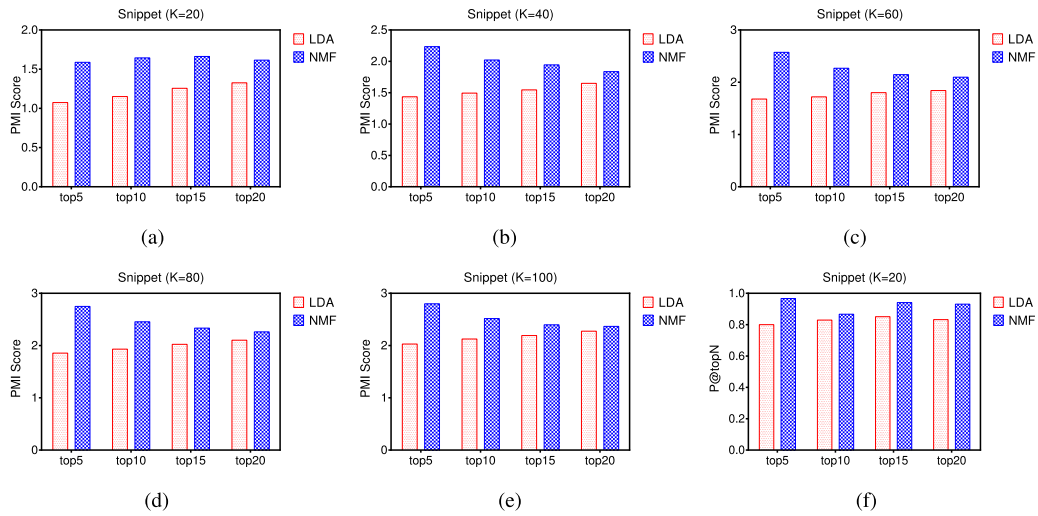 Snippet (K=20)
2.0
1.5
1.0
0.5
0.0
PMI Score
top5 top10 top15 top20
LDA
NMF
(a)
Snippet (K=40)
2.5
2.0
1.5
1.0
0.5
0.0
PMI Score
top5 top10 top15 top20
LDA
NMF
(b)
Snippet (K=60)
3
2
1
0
PMI Score
top5 top10 top15 top20
LDA
NMF
(c)
Snippet (K=80)
3
2
1
0
PMI Score
top5 top10 top15 top20
LDA
NMF
(d)
Snippet (K=100)
3
2
1
0
PMI Score
top5 top10 top15 top20
LDA
NMF
(e)
Snippet (K=20)
1.0
0.8
0.6
0.4
0.2
0.0
P@topN
top5 top10 top15 top20
LDA
NMF
(f)